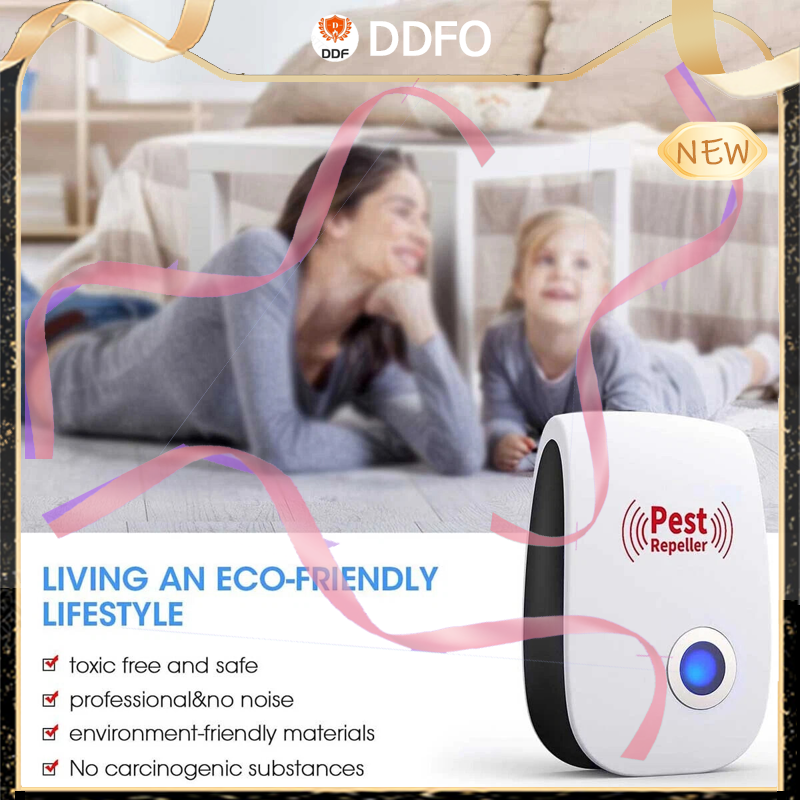 DDF
DDFO
NEW
Pest
Repeller
LIVING AN ECO-FRIENDLY
LIFESTYLE
toxic free and safe
professional&no noise
environment-friendly materials
No carcinogenic substances